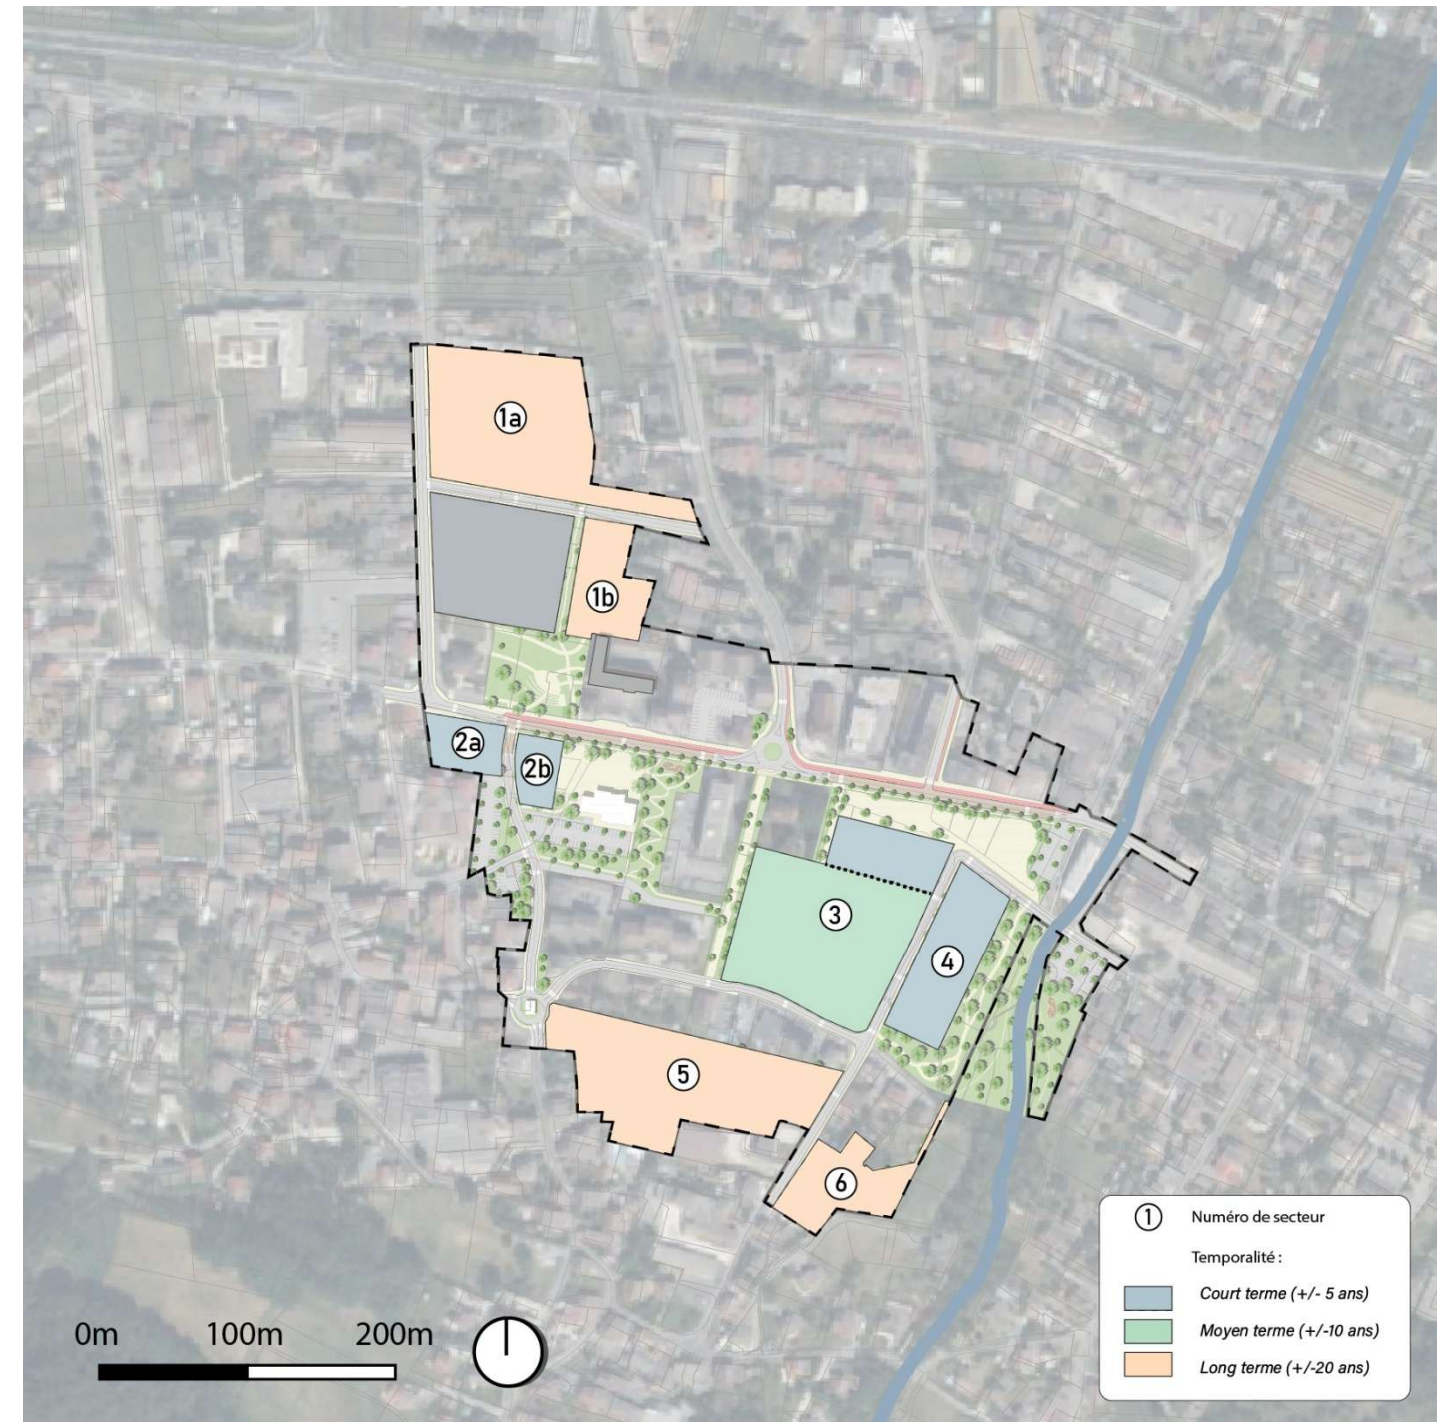 1a
1b
2a
2b
3
4
5
6
1 Numéro de secteur
Temporalité :
Court terme (+/- 5 ans)
Moyen terme (+/-10 ans)
Long terme (+/-20 ans)
0m 100m 200m